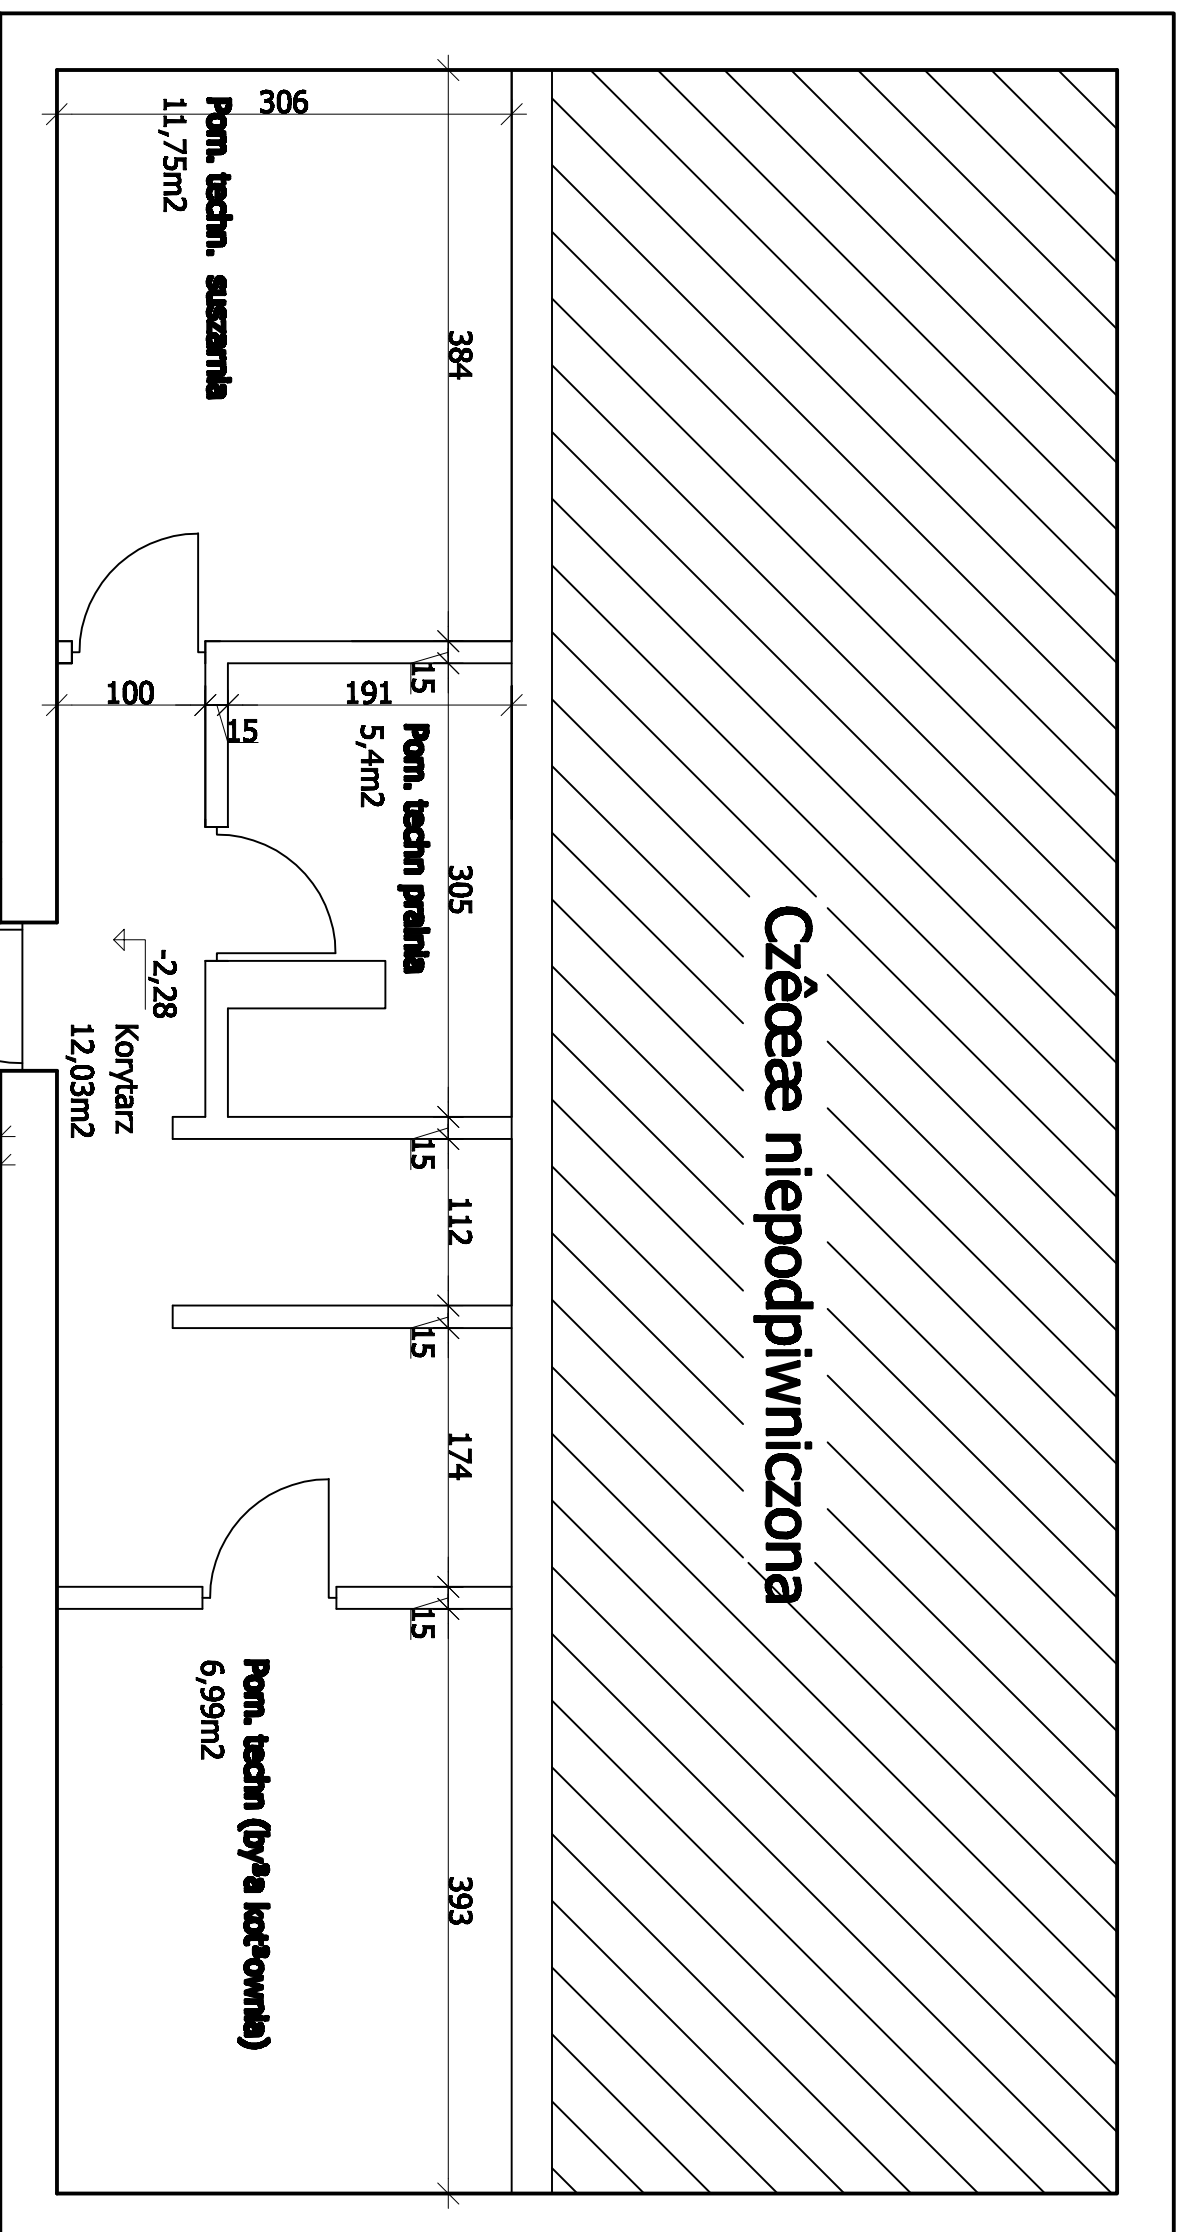 Czêœæ niepodpiwniczona
384
15
305
15
112
15
174
15
393
306
Pom. techn. suszarnia
11,75m2
191
15
100
Pom. techn pralnia
5,4m2
-2,28
Korytarz
12,03m2
Pom. techn (by³a kot³ownia)
6,99m2